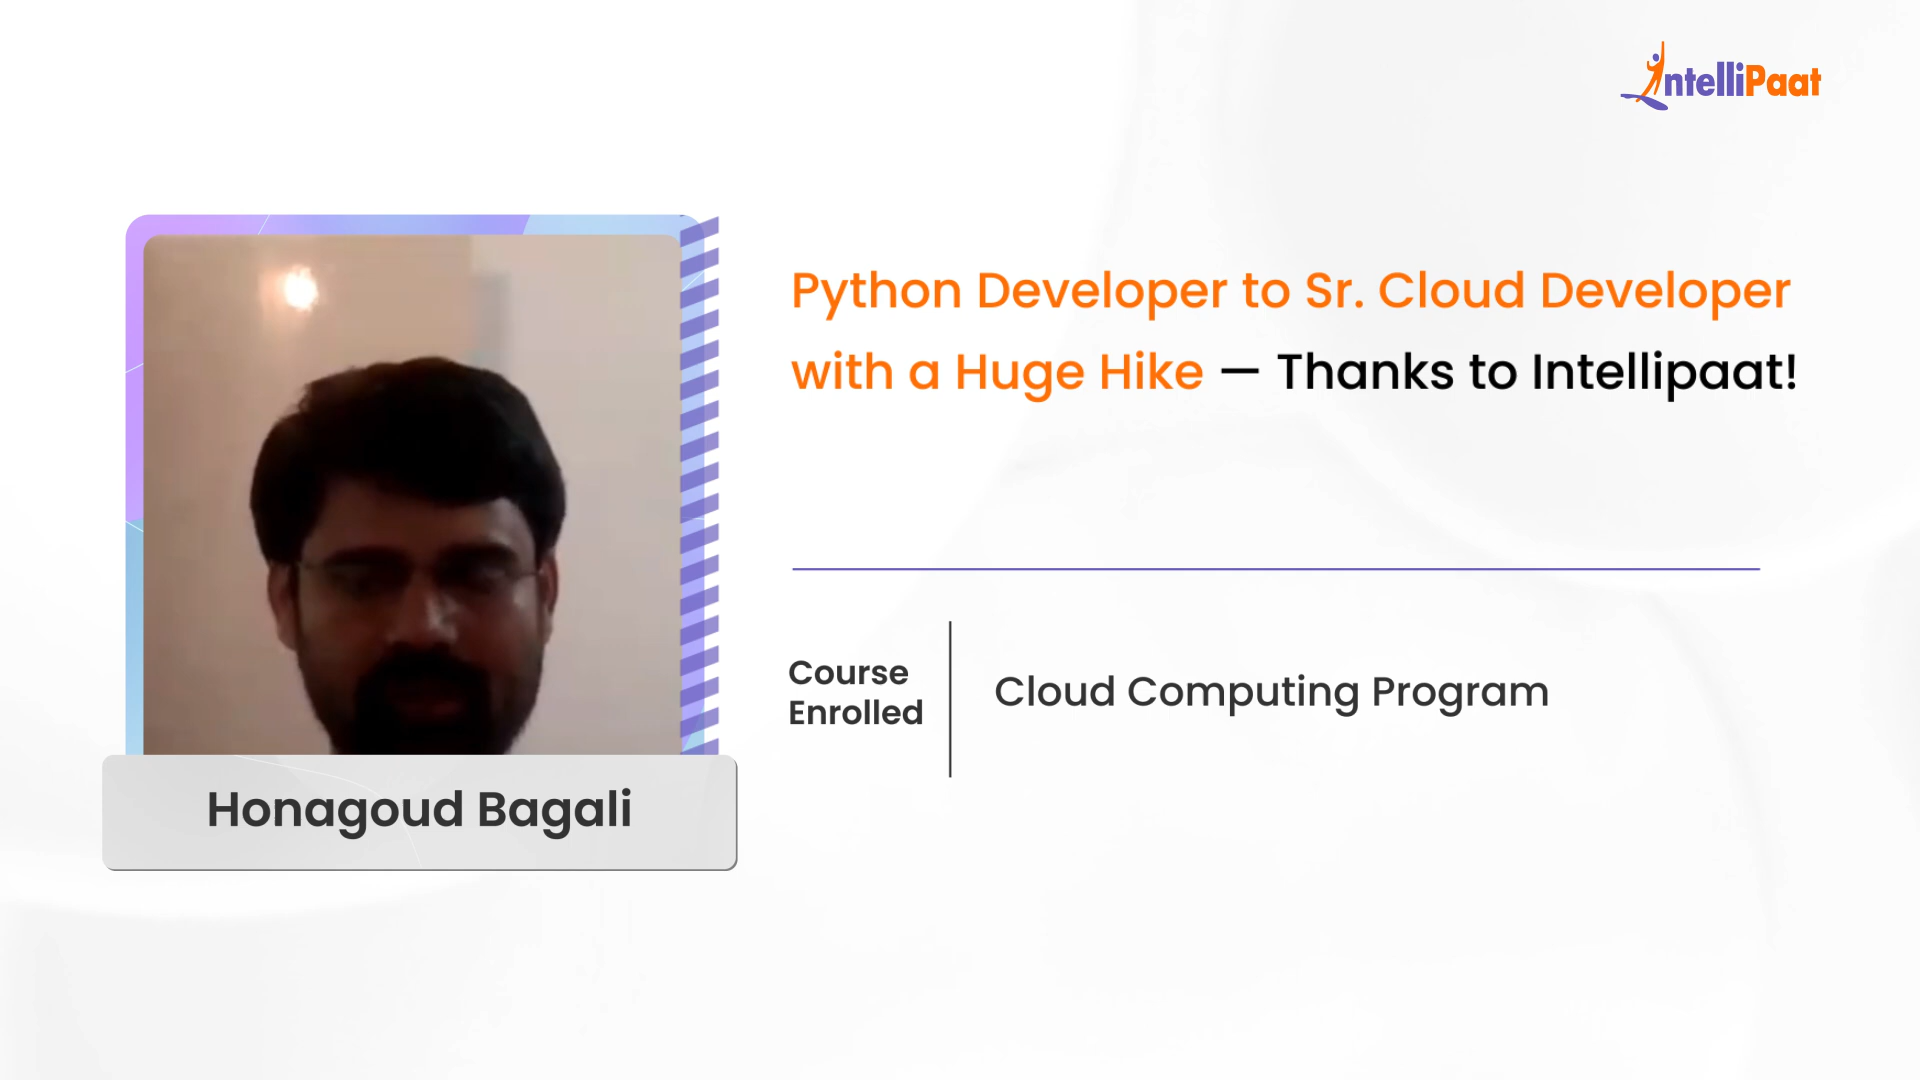 IntelliPaat
Python Developer to Sr. Cloud Developer
with a Huge Hike — Thanks to Intellipaat!
Course
Enrolled
Cloud Computing Program
Honagoud Bagali